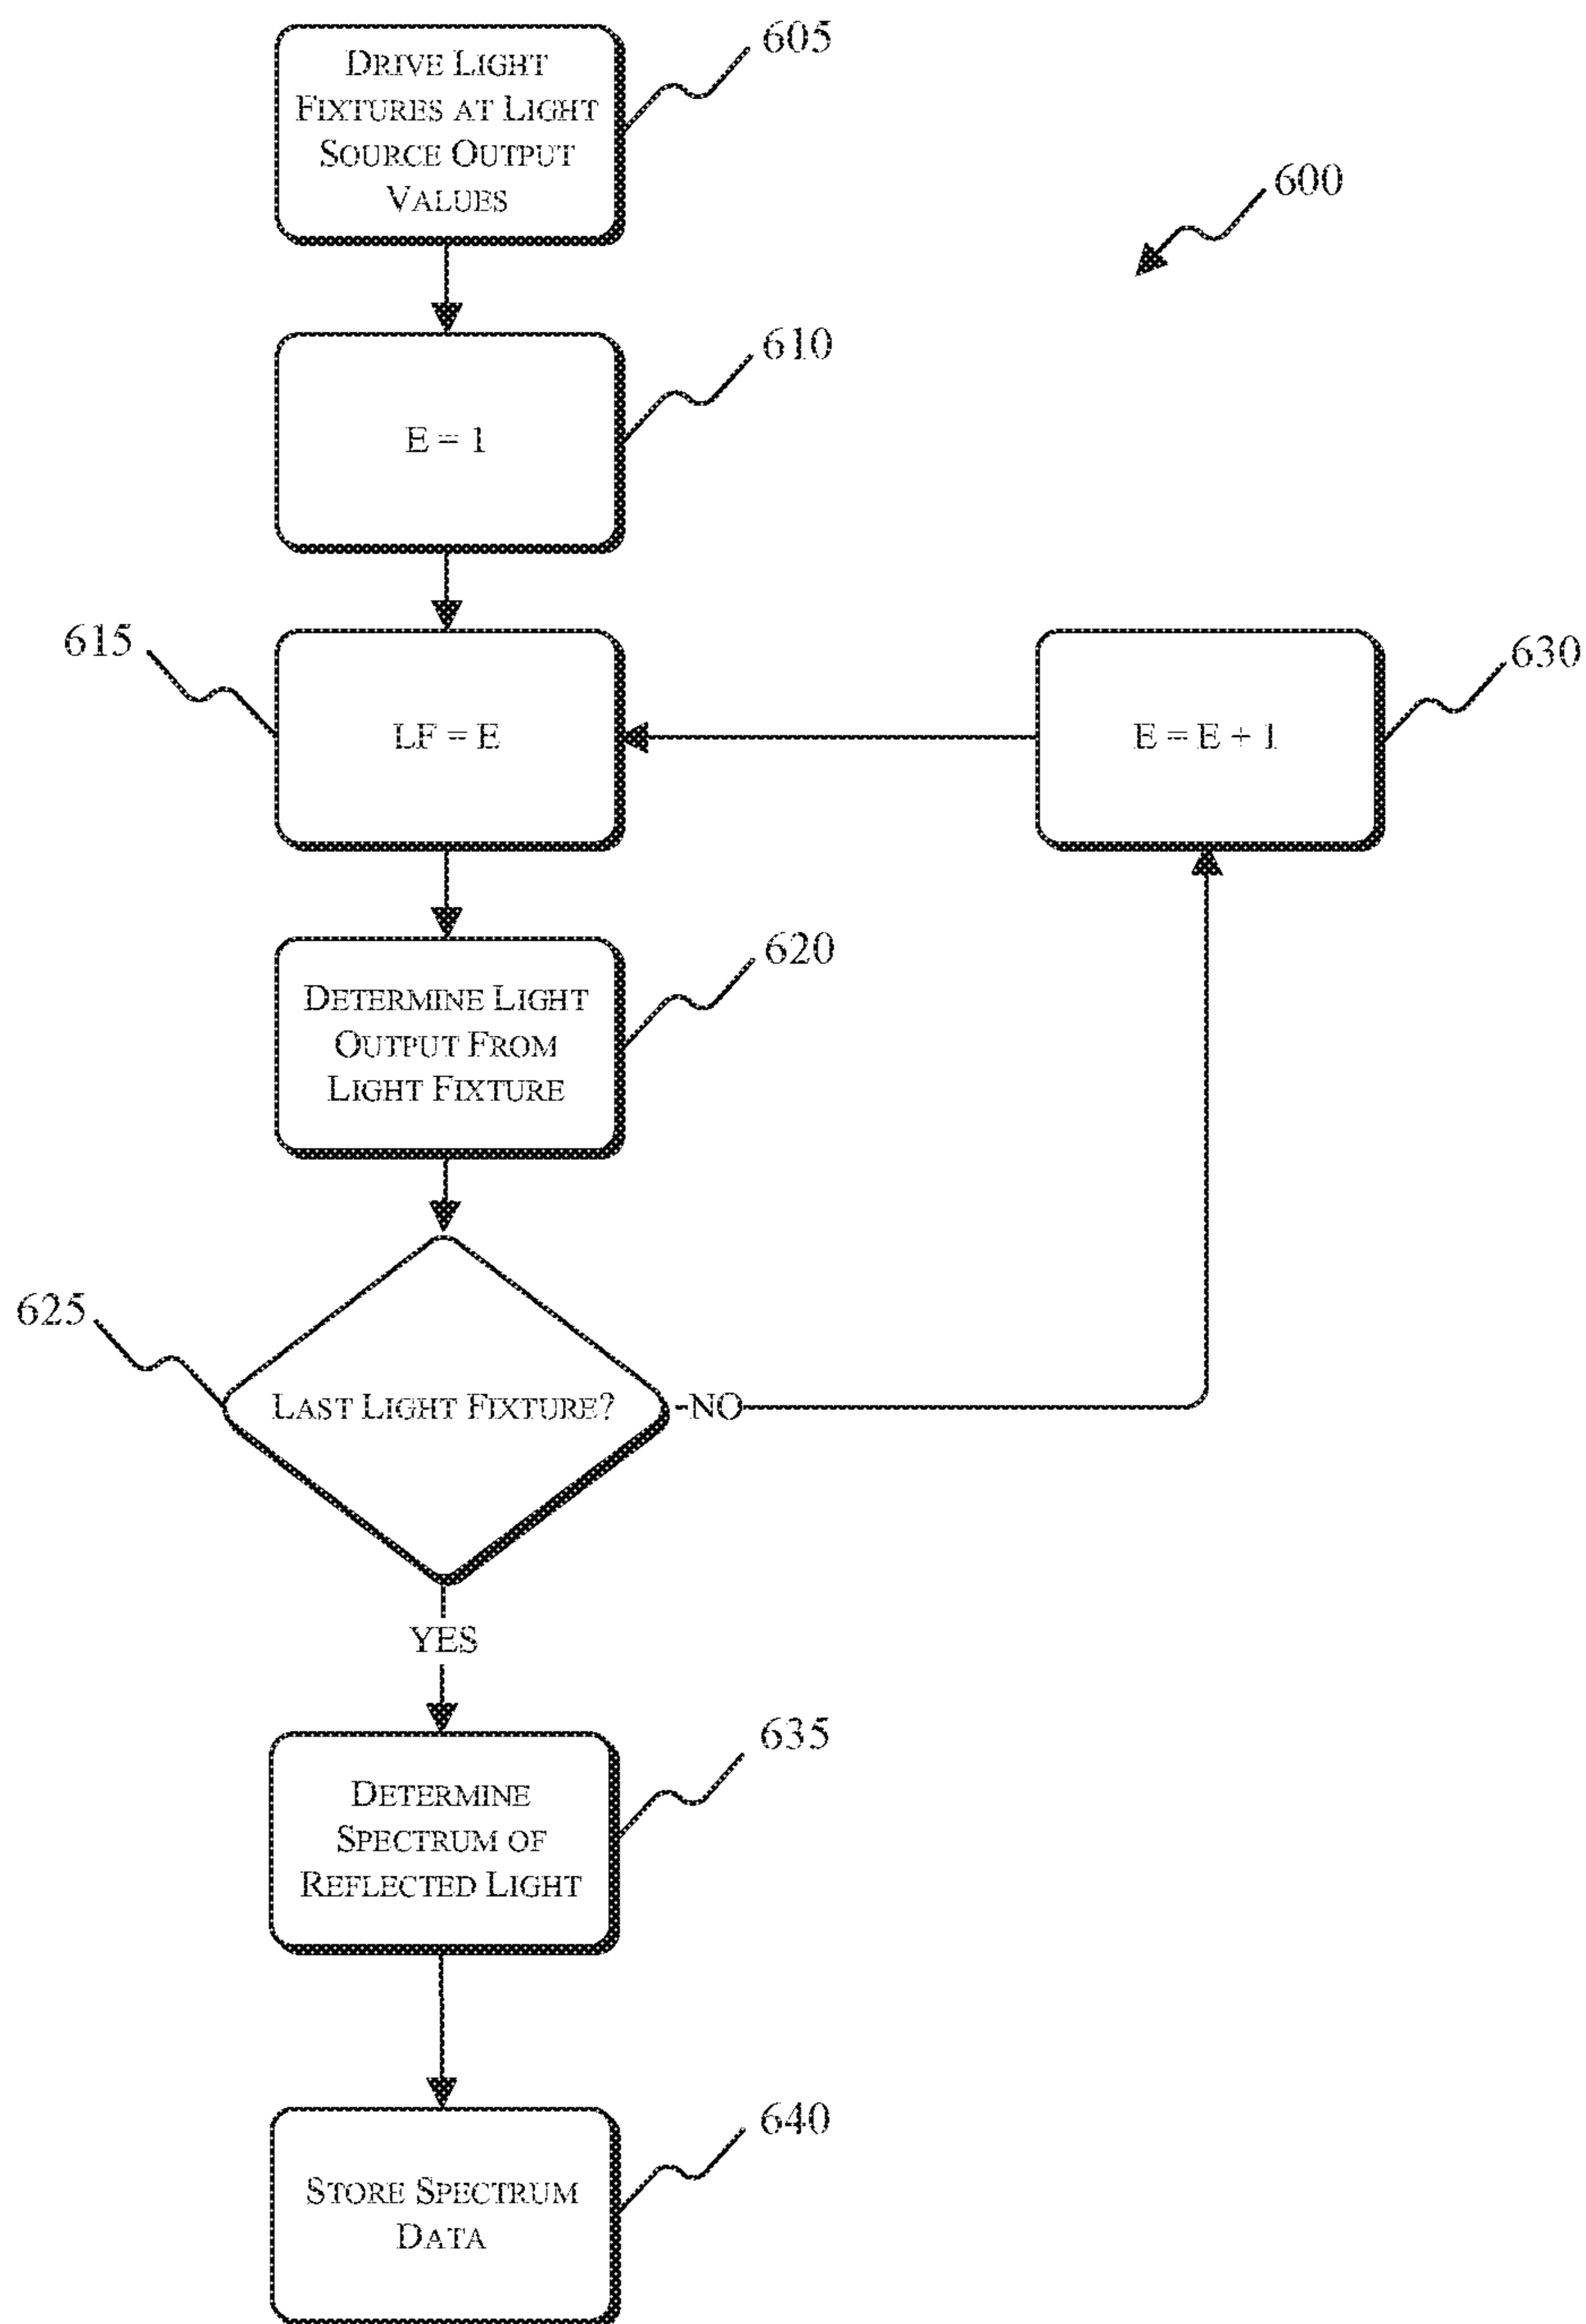 605
DRIVE LIGHT
FIXTURES AT LIGHT
SOURCE OUTPUT
VALUES
600
610
E = 1
615
LF = E
630
E = E + 1
620
DETERMINE LIGHT
OUTPUT FROM
LIGHT FIXTURE
625
LAST LIGHT FIXTURE?
NO
YES
635
DETERMINE
SPECTRUM OF
REFLECTED LIGHT
640
STORE SPECTRUM
DATA